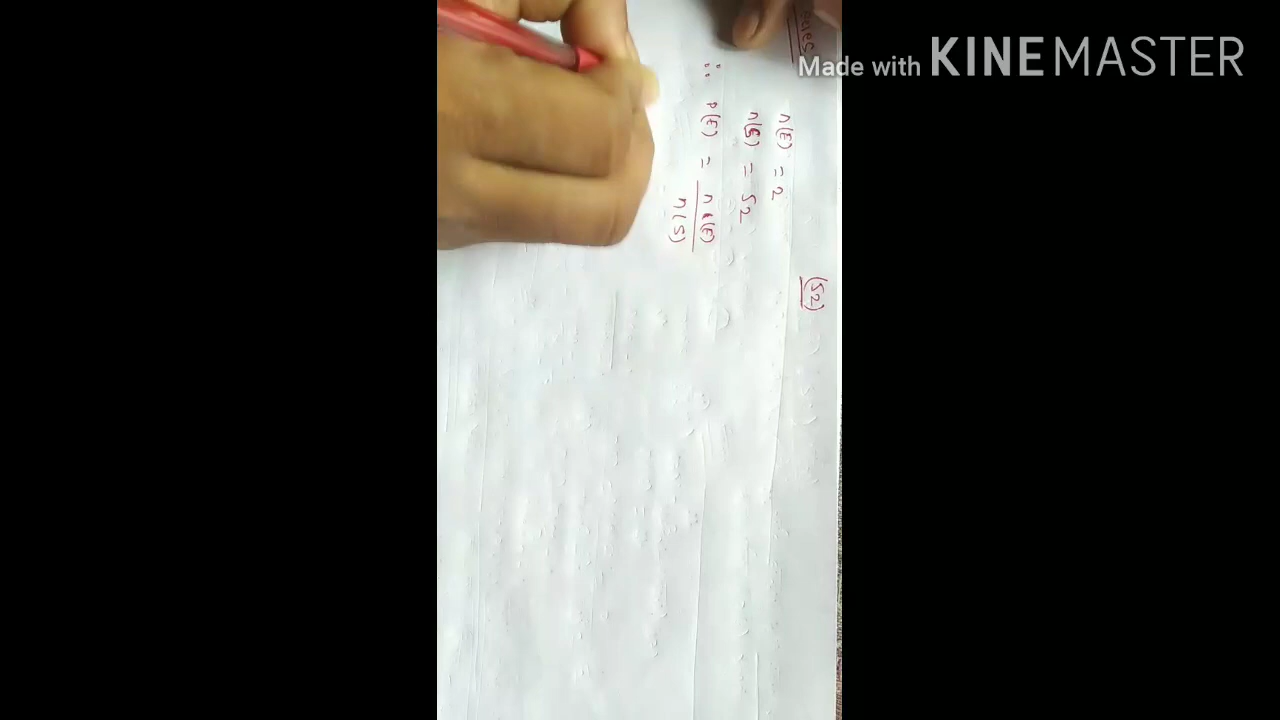 Made with KINEMASTER
(52)
n(E) = 2
n(S) = 52
∴ P(E) = n(E)
n(S)